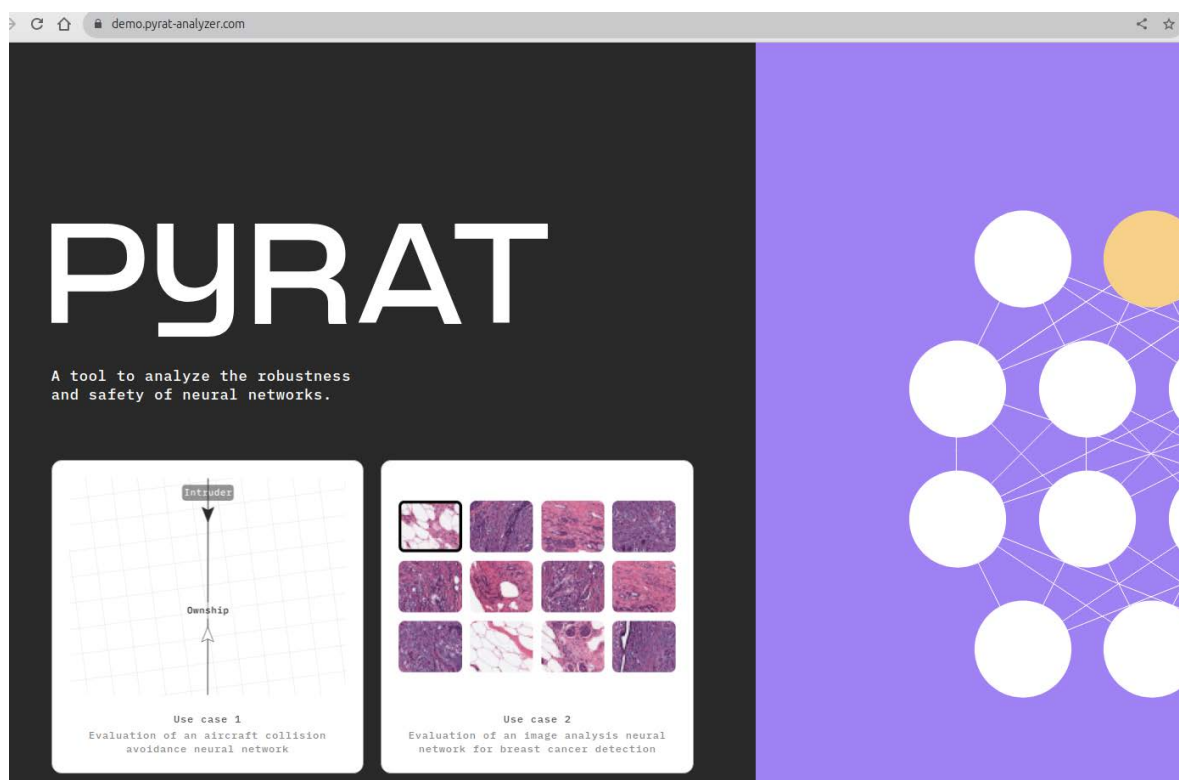 demo.pyrat-analyzer.com
PYRAT
A tool to analyze the robustness
and safety of neural networks.
Intruder
Ownship
Use case 1
Evaluation of an aircraft collision
avoidance neural network
Use case 2
Evaluation of an image analysis neural
network for breast cancer detection